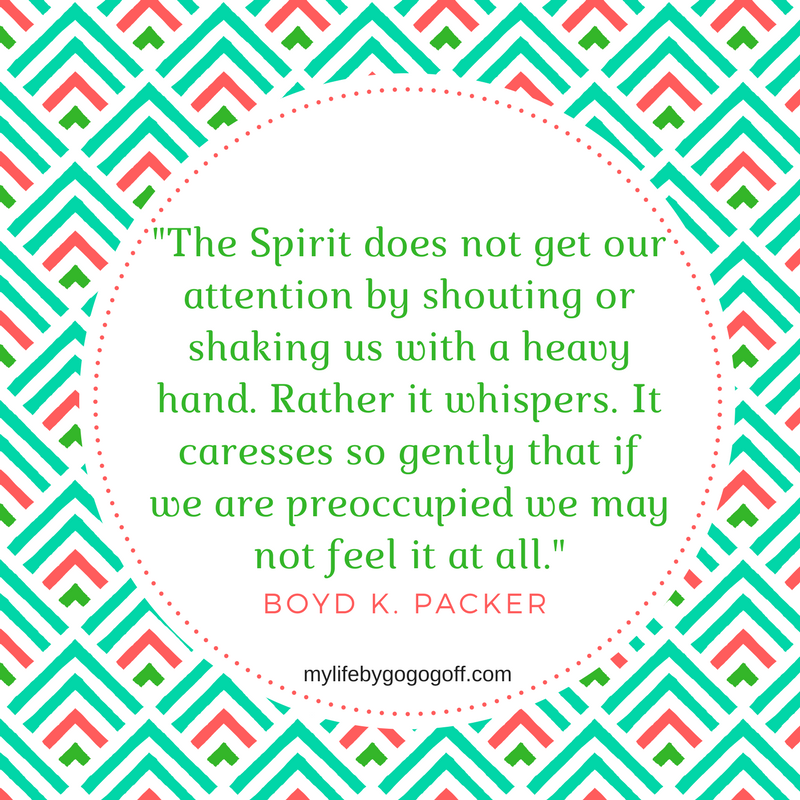 "The Spirit does not get our
attention by shouting or
shaking us with a heavy
hand. Rather it whispers. It
caresses so gently that if
we are preoccupied we may
not feel it at all."
BOYD K. PACKER
mylifebygogogoff.com